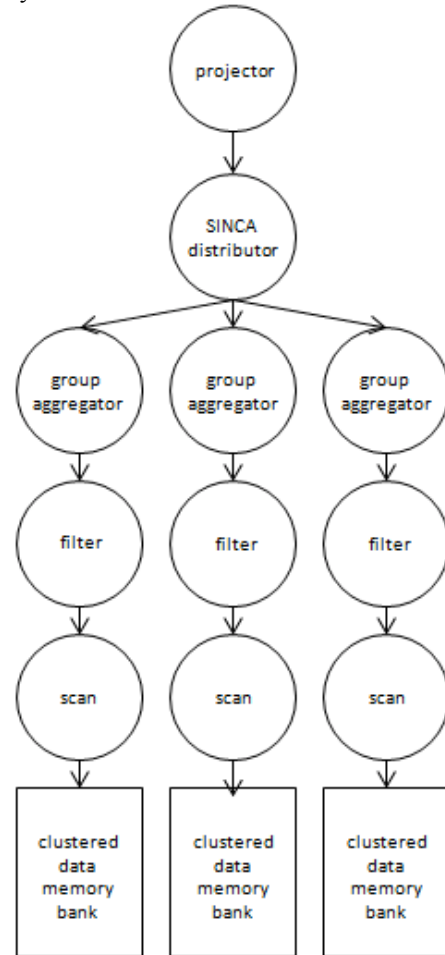 projector
SINCA
distributor
group
aggregator
group
aggregator
group
aggregator
filter
filter
filter
scan
scan
scan
clustered
data
memory
bank
clustered
data
memory
bank
clustered
data
memory
bank